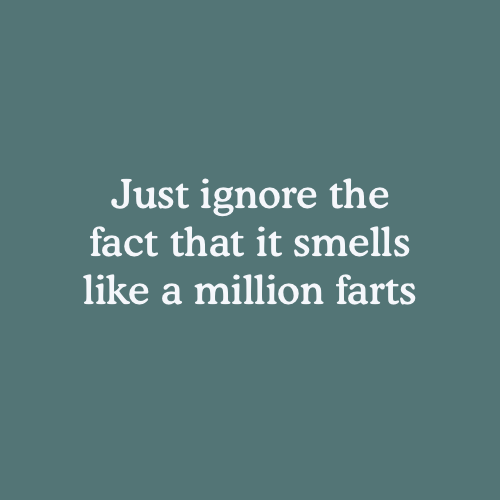 Just ignore the
fact that it smells
like a million farts